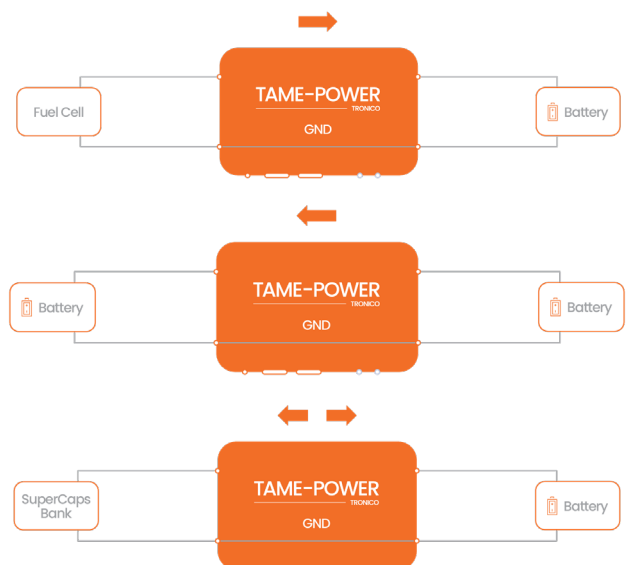 Fuel Cell
TAME-POWER
TRONICO
GND
Battery
Battery
TAME-POWER
TRONICO
GND
Battery
SuperCaps
Bank
TAME-POWER
TRONICO
GND
Battery